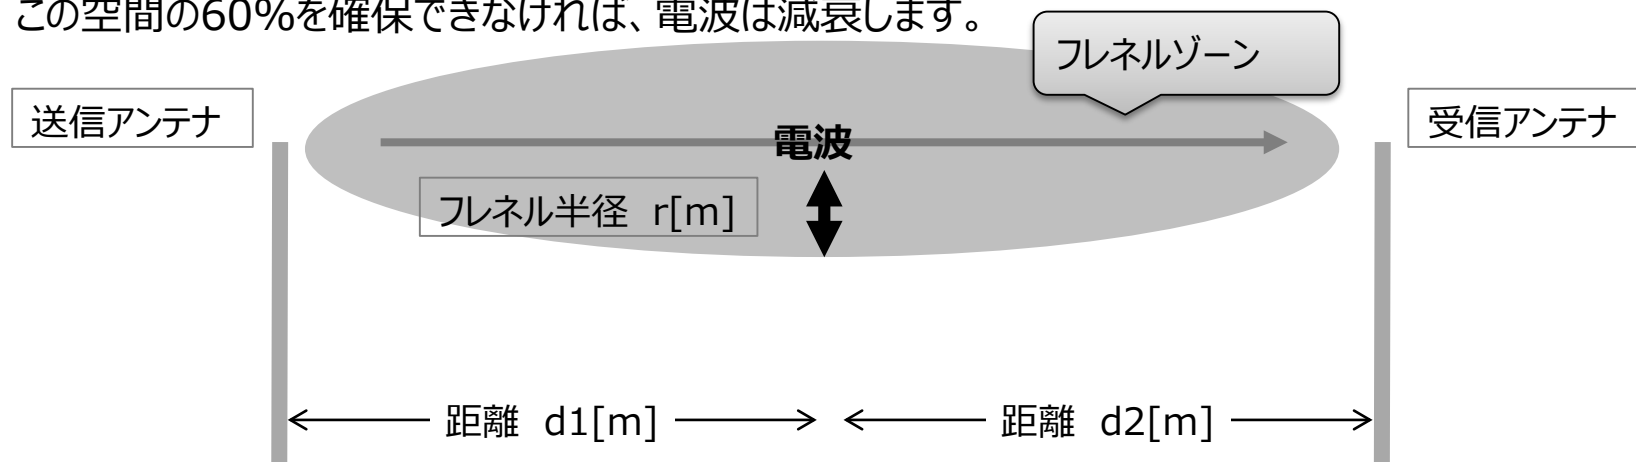 この空間の60%を確保できなければ、電波は減衰します。
フレネルゾーン
送信アンテナ
受信アンテナ
電波
フレネル半径 r[m]
距離 d1[m]
距離 d2[m]